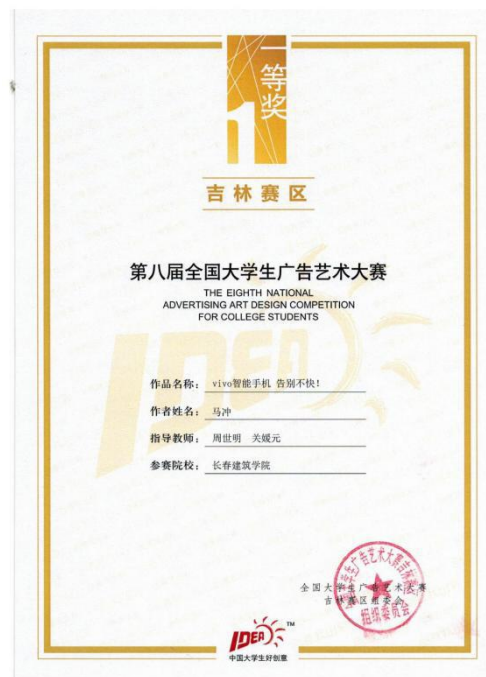 一等奖
1
吉林赛区
第八届全国大学生广告艺术大赛
THE EIGHTH NATIONAL
ADVERTISING ART DESIGN COMPETITION
FOR COLLEGE STUDENTS
IDEA
作品名称： vivo智能手机 告别不快！
作者姓名： 马冲
指导教师： 周世明 关媛元
参赛院校： 长春建筑学院
全国大学生广告艺术大赛
吉林赛区组委会
IDEA TM
中国大学生好创意